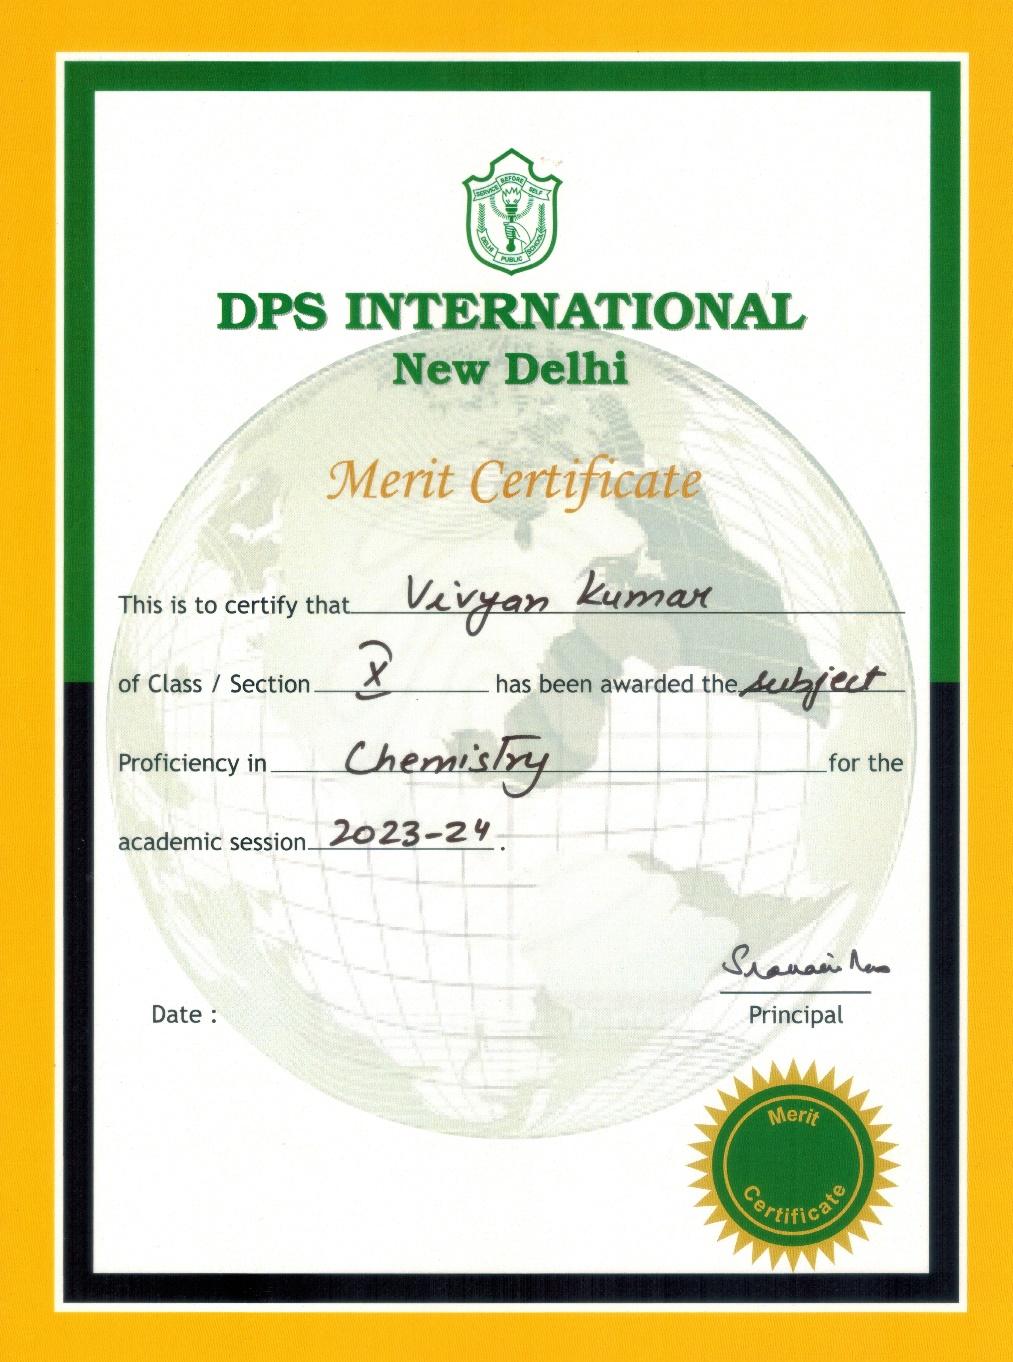 SERVICE BEFORE SELF
DELHI PUBLIC SCHOOL
DPS INTERNATIONAL
New Delhi
Merit Certificate
This is to certify that Vivyan Kumar
of Class / Section X has been awarded the subject
Proficiency in Chemistry for the
academic session 2023-24.
Date :
Principal
Merit
Certificate